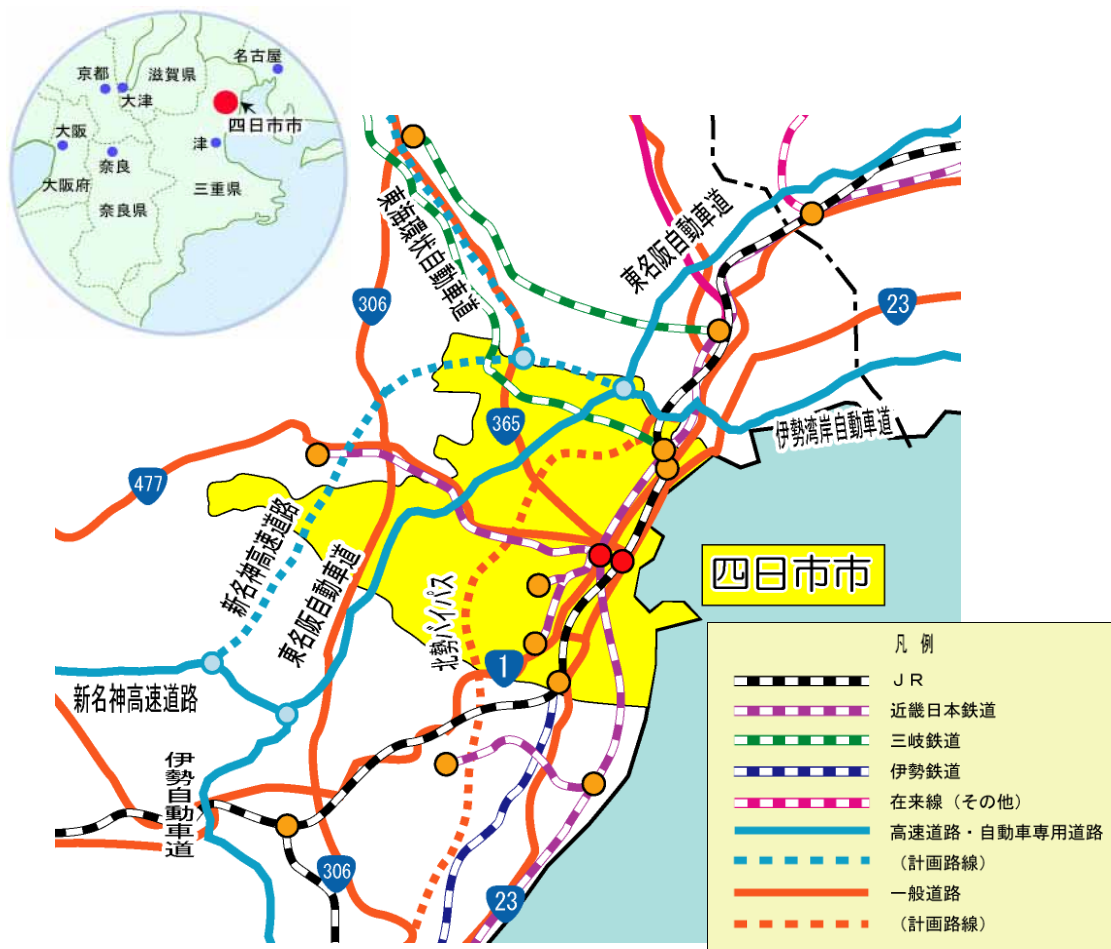 名古屋
京都
滋賀県
大津
四日市市
大阪
津
奈良
大阪府
三重県
奈良県
東海環状自動車道
東名阪自動車道
306
23
365
伊勢湾岸自動車道
477
新名神高速道路
東名阪自動車道
北勢バイパス
四日市市
1
新名神高速道路
伊勢自動車道
306
23
凡例
JR
近畿日本鉄道
三岐鉄道
伊勢鉄道
在来線（その他）
高速道路・自動車専用道路
（計画路線）
一般道路
（計画路線）